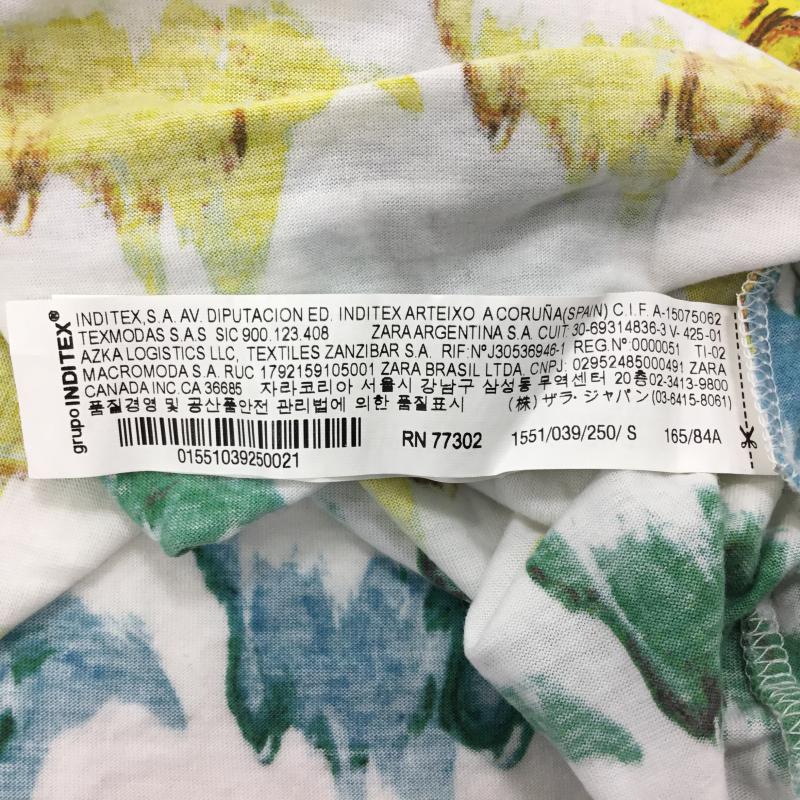 grupo INDITEX®
INDITEX,S.A. AV. DIPUTACION ED. INDITEX ARTEIXO A CORUÑA(SPAIN) C.I.F. A-15075062
TEXMODAS S.A.S SIC 900.123.408 ZARA ARGENTINA S.A. CUIT 30-69314836-3 V- 425-01
AZKA LOGISTICS LLC, TEXTILES ZANZIBAR S.A. RIF:NºJ30536946-1 REG.Nº0000051 TI-02
MACROMODA S.A. RUC 1792159105001 ZARA BRASIL LTDA. CNPJ: 02952485000491 ZARA
CANADA INC.CA 36685 자라코리아 서울시 강남구 삼성동 무역센터 20층 02-3413-9800
품질경영 및 공산품안전 관리법에 의한 품질표시 (株) ザラ・ジャパン(03-6415-8061)
01551039250021
RN 77302 1551/039/250/ S 165/84A